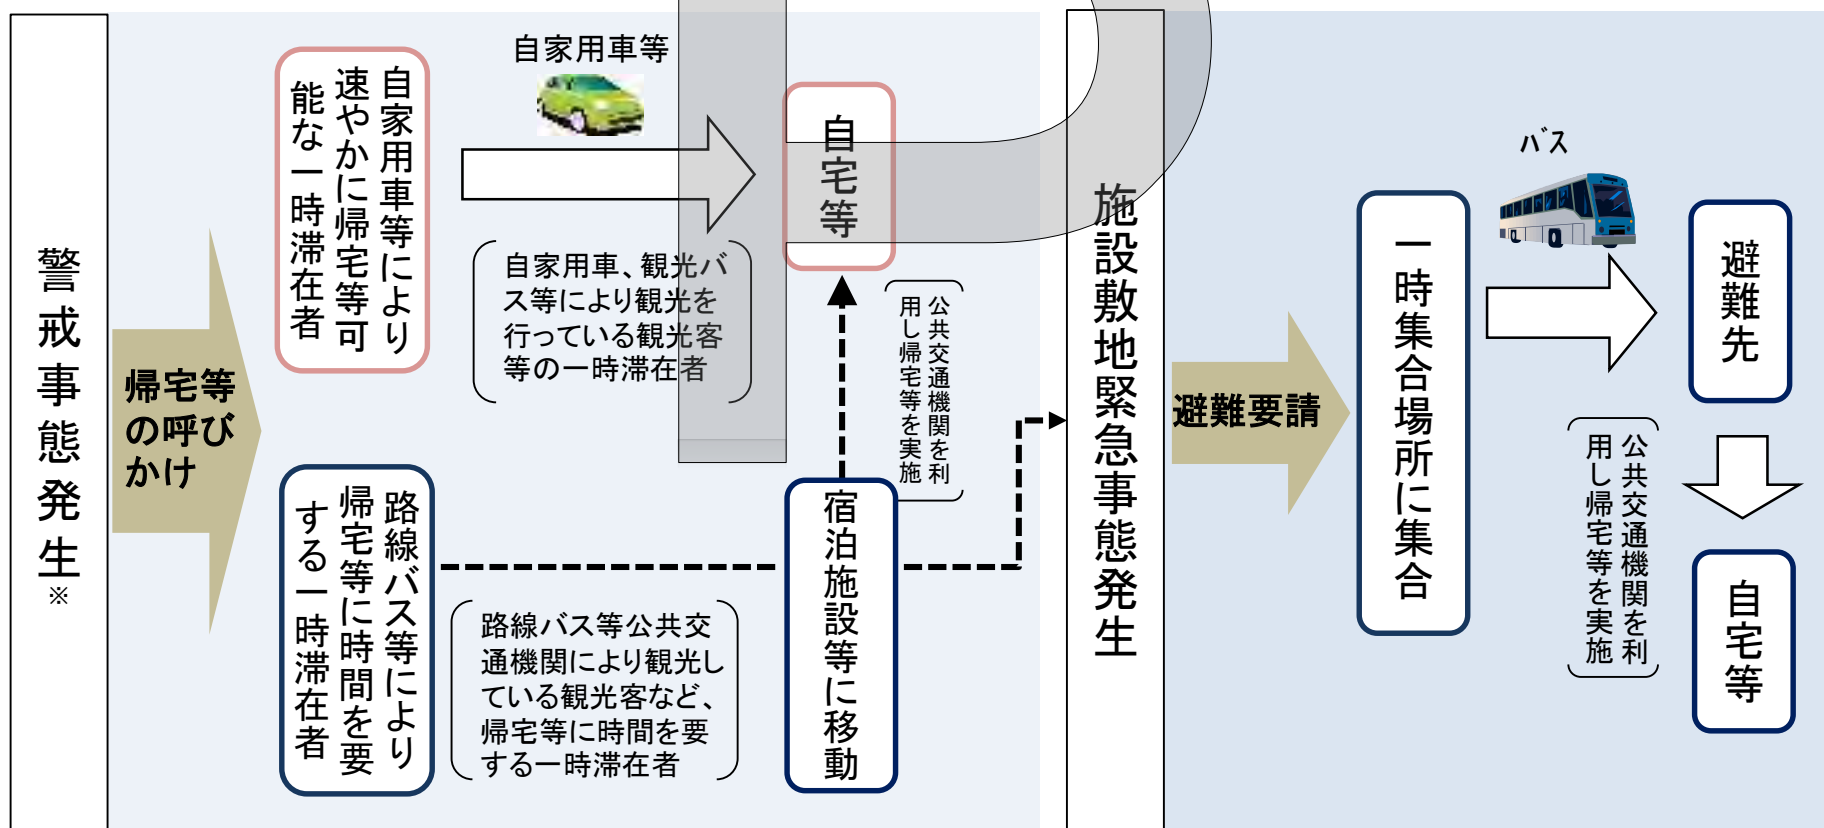 警戒事態発生
※
帰宅等
の呼び
かけ
自家用車等により
速やかに帰宅等可
能な一時滞在者
自家用車等
自家用車、観光バ
ス等により観光を
行っている観光客
等の一時滞在者
自宅等
公共交通機関を利
用し帰宅等を実施
路線バス等により
帰宅等に時間を要
する一時滞在者
路線バス等公共交
通機関により観光し
ている観光客など、
帰宅等に時間を要
する一時滞在者
宿泊施設等に移動
施設敷地緊急事態発生
避難要請
一時集合場所に集合
バス
避難先
公共交通機関を利
用し帰宅等を実施
自宅等